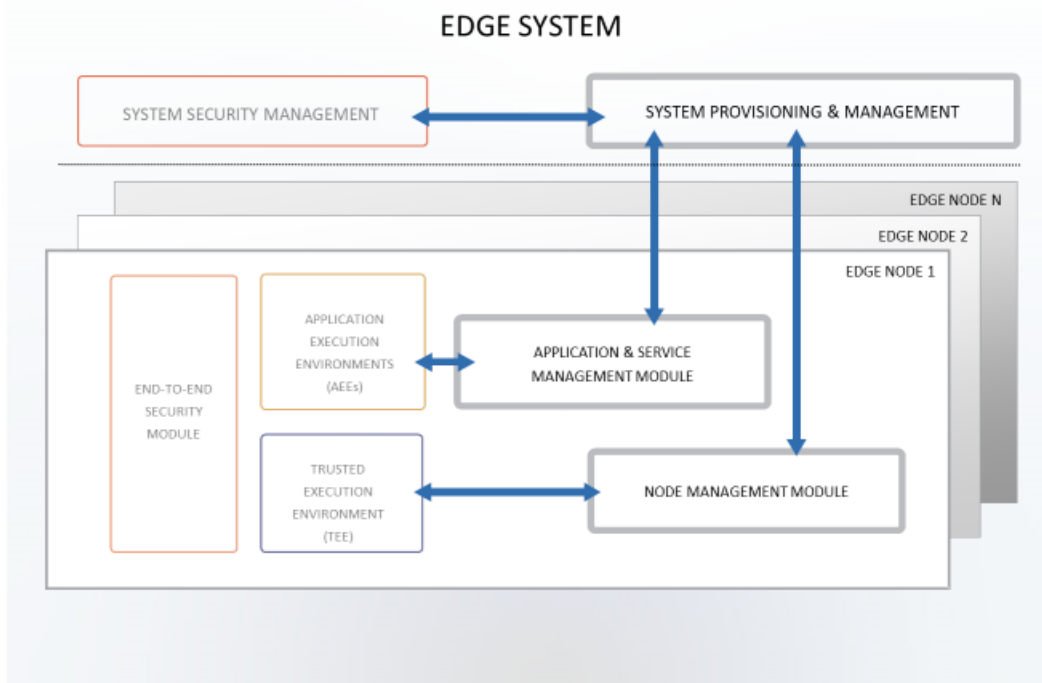 EDGE SYSTEM
SYSTEM SECURITY MANAGEMENT
SYSTEM PROVISIONING & MANAGEMENT
EDGE NODE N
EDGE NODE 2
EDGE NODE 1
END-TO-END
SECURITY
MODULE
APPLICATION
EXECUTION
ENVIRONMENTS
(AEEs)
APPLICATION & SERVICE
MANAGEMENT MODULE
TRUSTED
EXECUTION
ENVIRONMENT
(TEE)
NODE MANAGEMENT MODULE